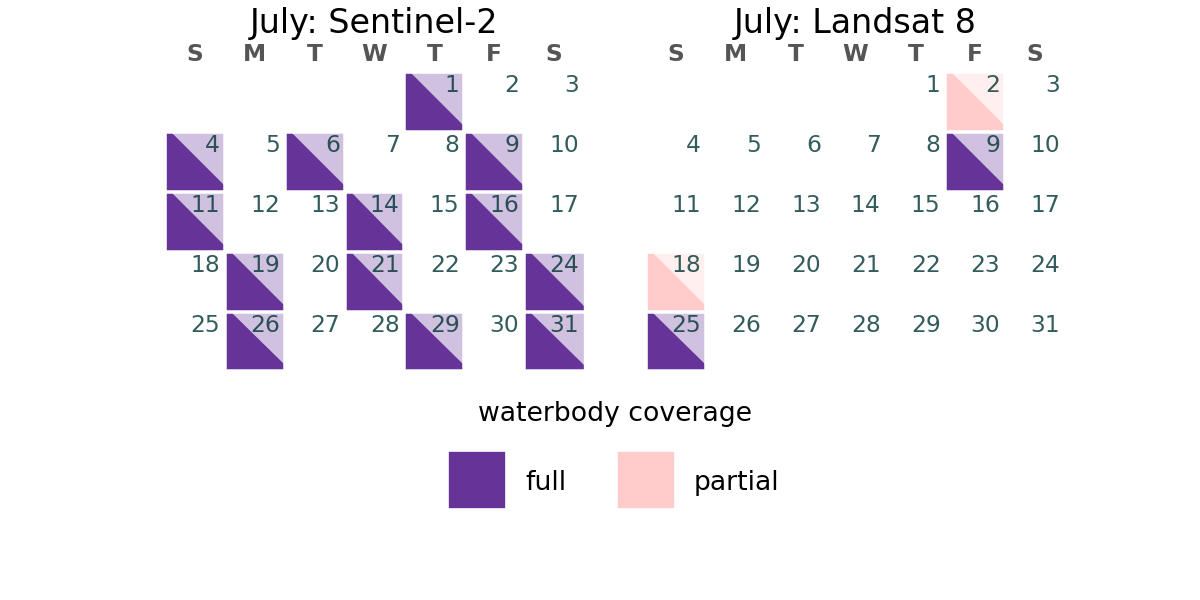 July: Sentinel-2
S M T W T F S
1 2 3
4 5 6 7 8 9 10
11 12 13 14 15 16 17
18 19 20 21 22 23 24
25 26 27 28 29 30 31
July: Landsat 8
S M T W T F S
1 2 3
4 5 6 7 8 9 10
11 12 13 14 15 16 17
18 19 20 21 22 23 24
25 26 27 28 29 30 31
waterbody coverage
full partial